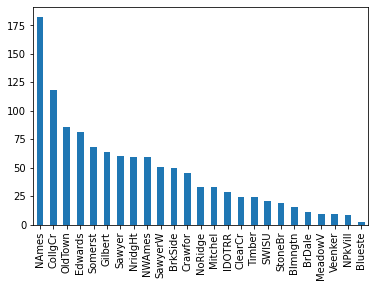 175
150
125
100
75
50
25
0
NAmes
CollgCr
OldTown
Edwards
Somerst
Gilbert
Sawyer
NridgHt
NWAmes
SawyerW
BrkSide
Crawfor
NoRidge
Mitchel
IDOTRR
ClearCr
Timber
SWISU
StoneBr
Blmngtn
BrDale
MeadowV
Veenker
NPkVill
Blueste